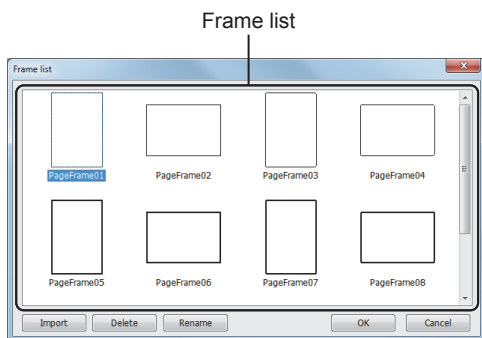 Frame list
Frame list
PageFrame01 PageFrame02 PageFrame03 PageFrame04
PageFrame05 PageFrame06 PageFrame07 PageFrame08
Import Delete Rename OK Cancel